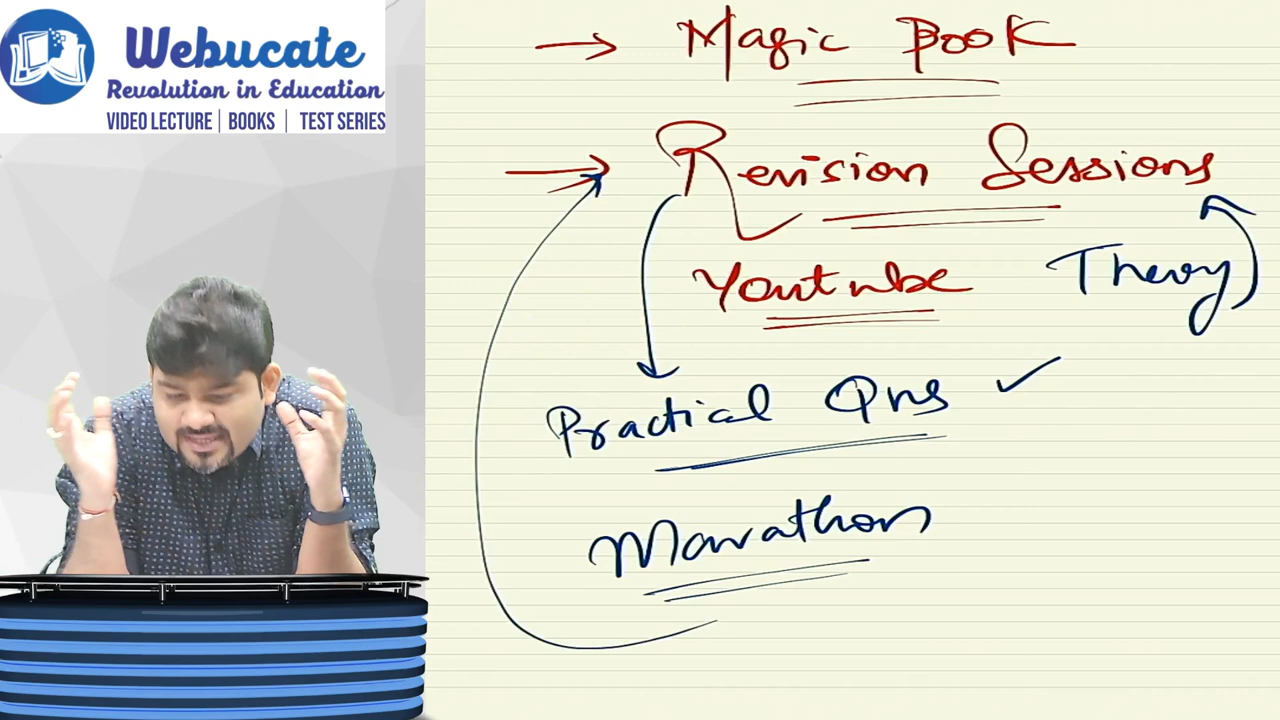 Webucate
Revolution in Education
VIDEO LECTURE | BOOKS | TEST SERIES
→ Magic Book
→ Revision Sessions
Youtube Theory
Practical Qns ✓
Marathon